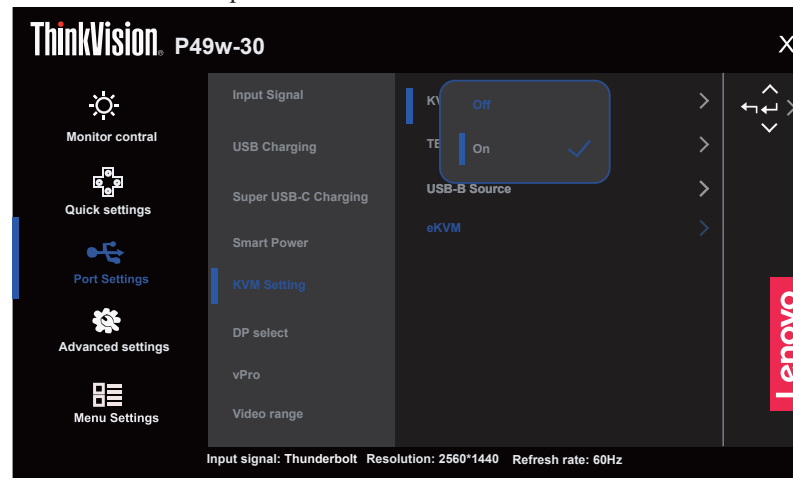 ThinkVision® P49w-30
X
Monitor contral
Quick settings
Port Settings
Advanced settings
Menu Settings
Input Signal
USB Charging
Super USB-C Charging
Smart Power
KVM Setting
DP select
vPro
Video range
Off
On
USB-B Source
eKVM
Lenovo
Input signal: Thunderbolt Resolution: 2560*1440 Refresh rate: 60Hz